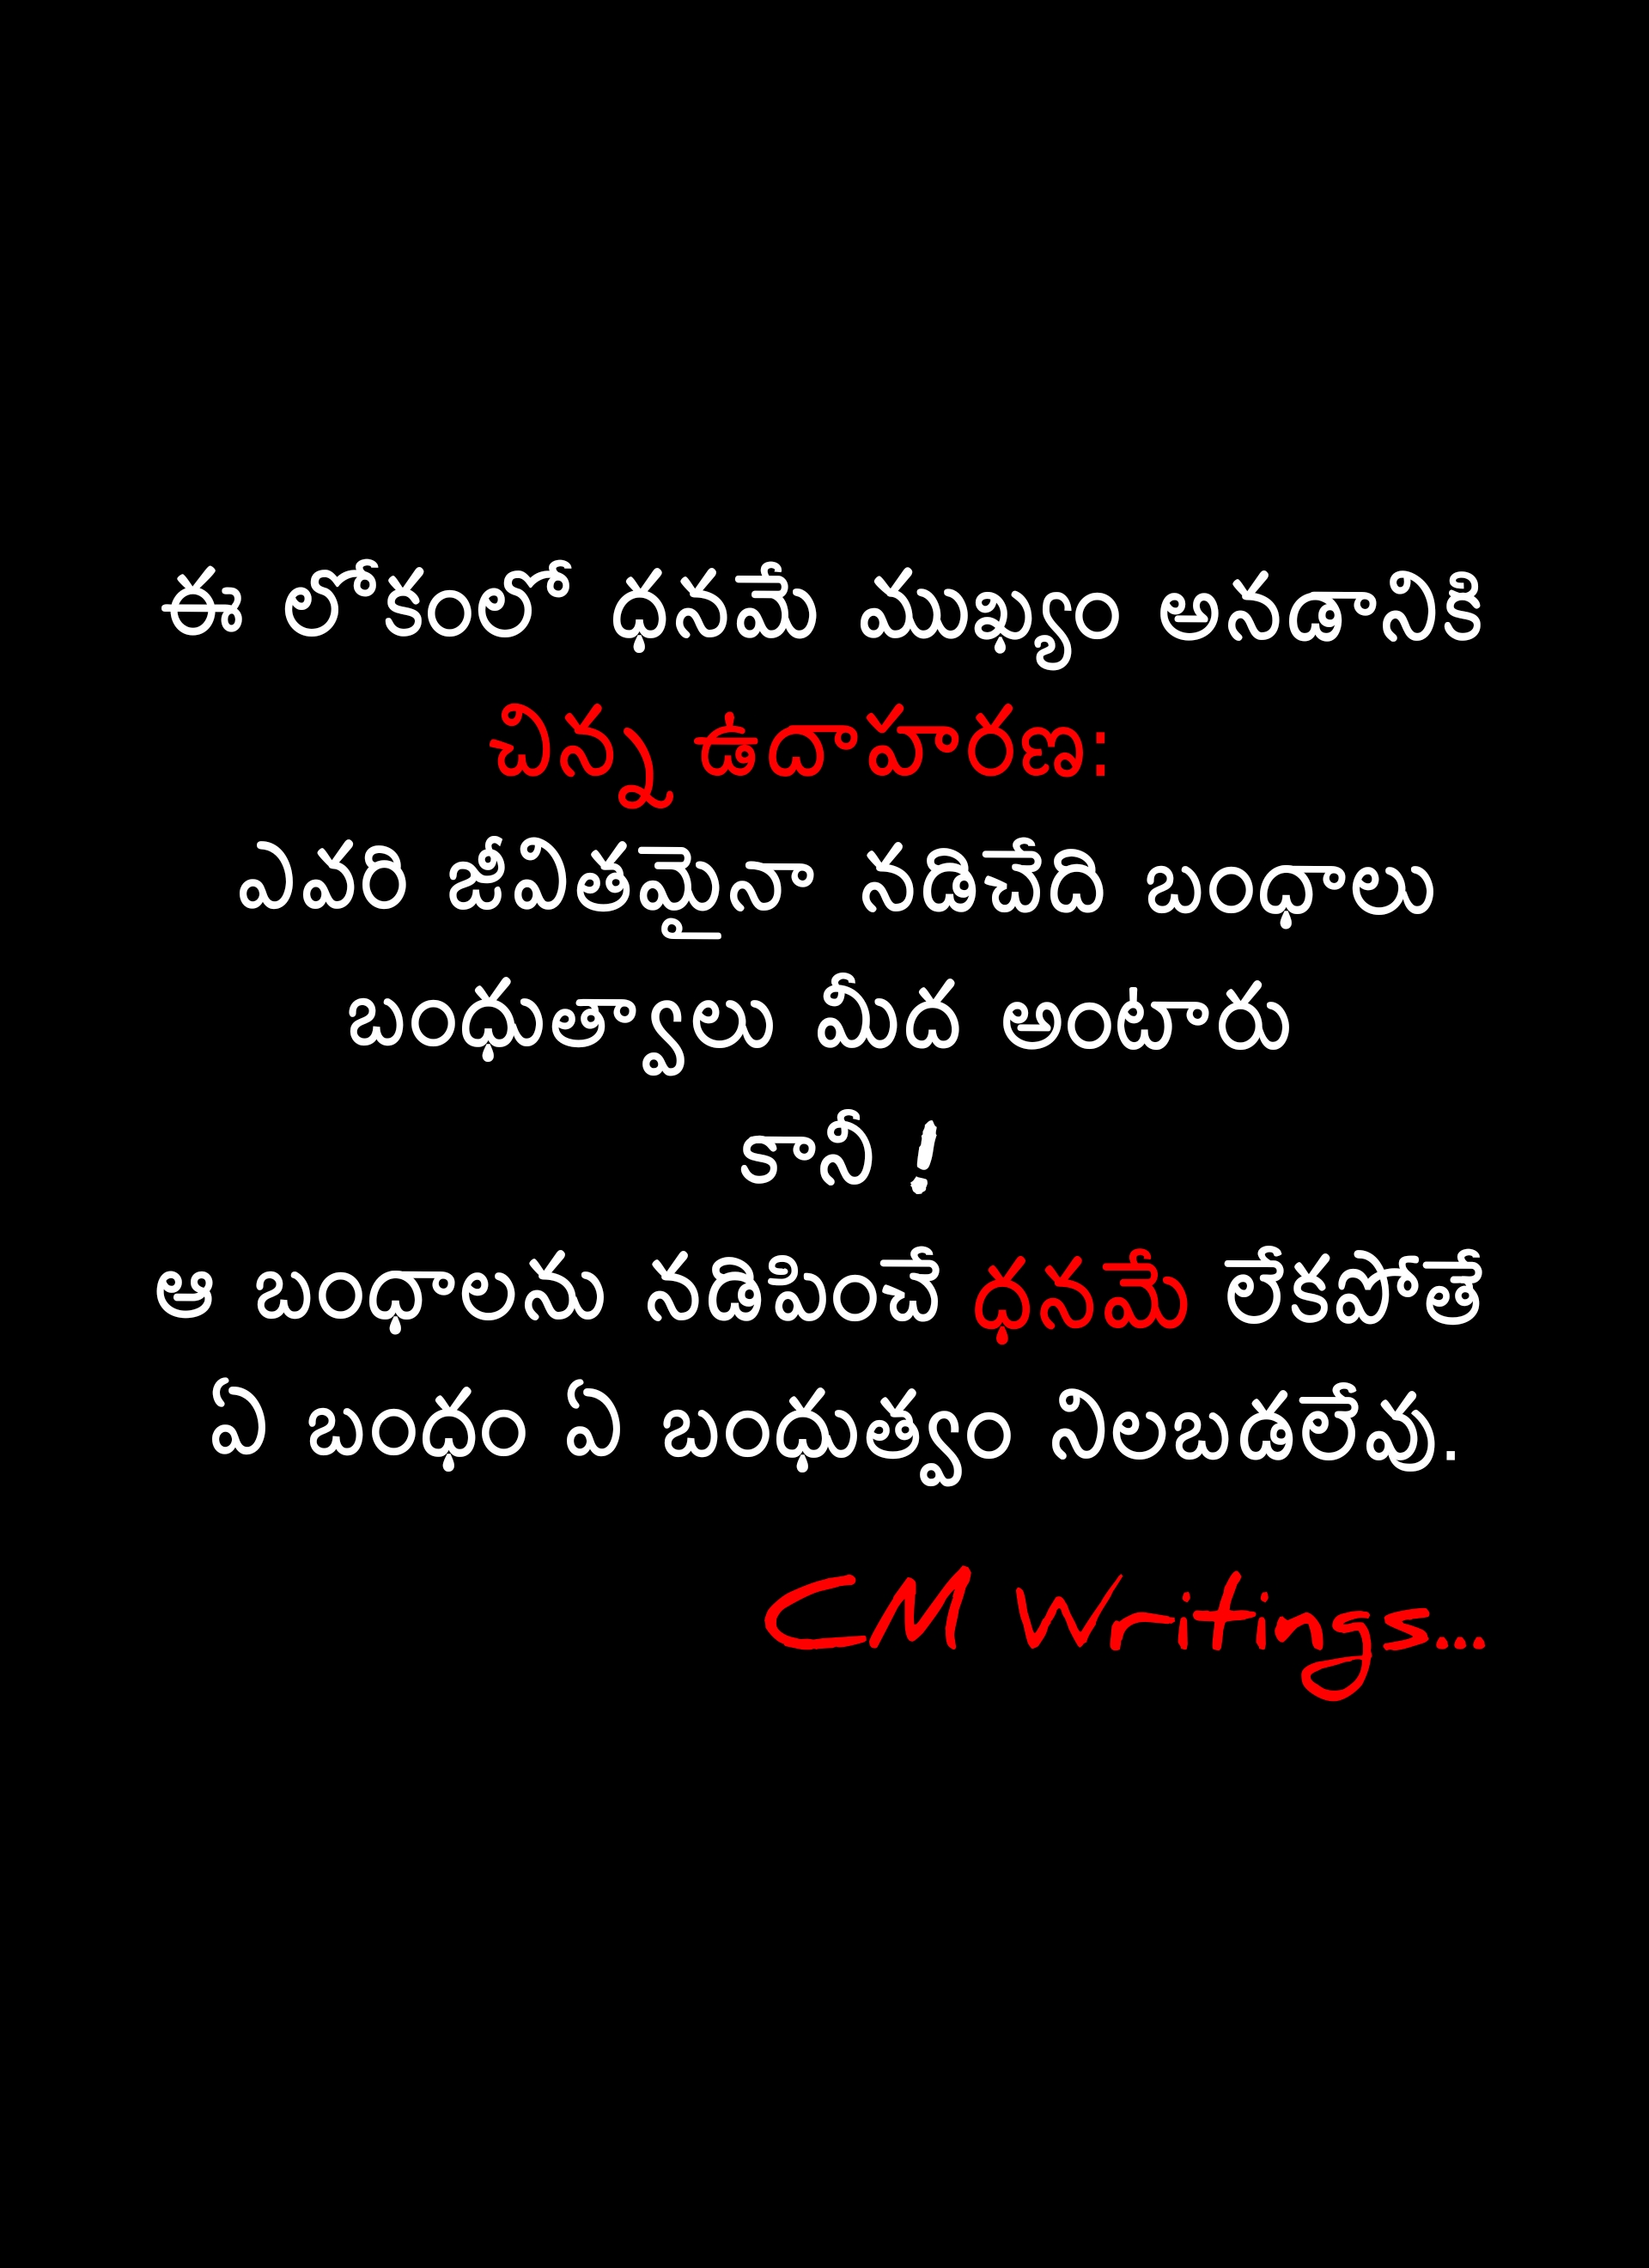 ఈ లోకంలో ధనమే ముఖ్యం అనడానికి
చిన్న ఉదాహరణ:
ఎవరి జీవితమైనా నడిచేది బంధాలు
బంధుత్వాలు మీద అంటారు
కానీ !
ఆ బంధాలను నడిపించే ధనమే లేకపోతే
ఏ బంధం ఏ బంధుత్వం నిలబడలేవు.
CM Writings...